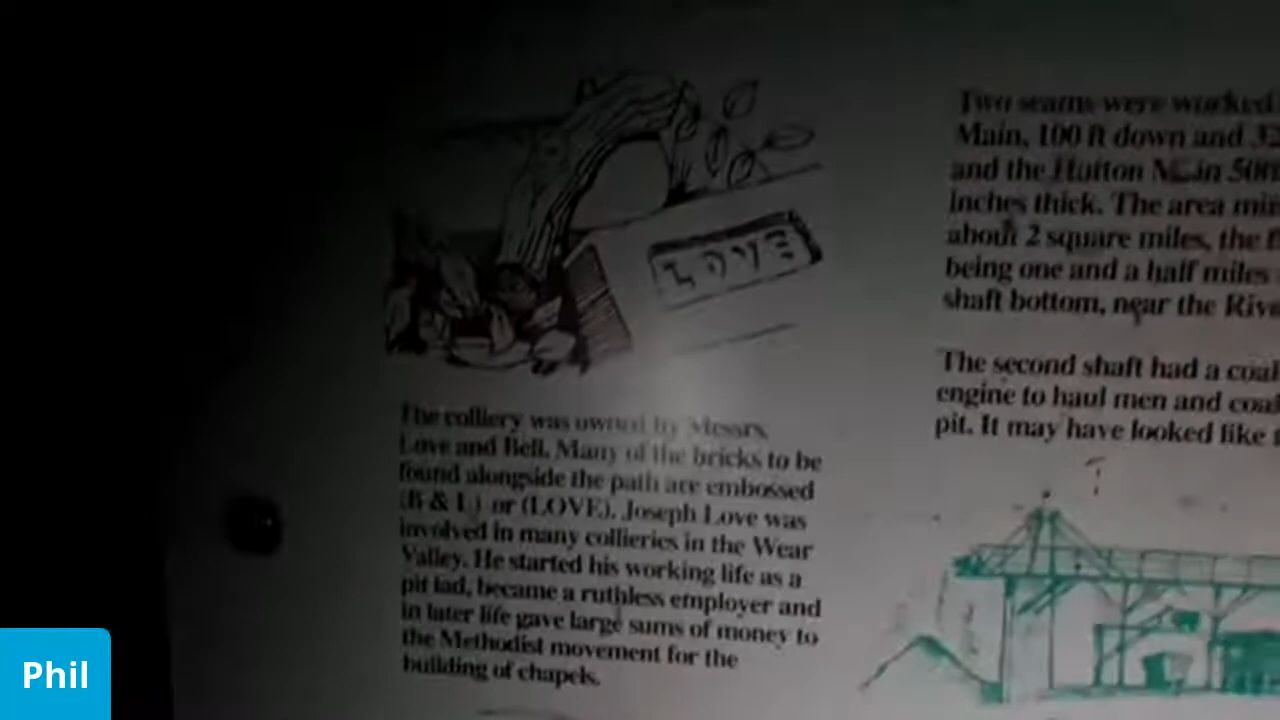 LOVE
The colliery was owned by Messrs
Love and Bell. Many of the bricks to be
found alongside the path are embossed
(B & L) or (LOVE). Joseph Love was
involved in many collieries in the Wear
Valley. He started his working life as a
pit lad, became a ruthless employer and
in later life gave large sums of money to
the Methodist movement for the
building of chapels.
Two seams were worked,
Main, 100 ft down and 32
and the Hutton Main 500
inches thick. The area
about 2 square miles, the
being one and a half miles
shaft bottom, near the
The second shaft had a coal
engine to haul men and coal
pit. It may have looked like
Phil